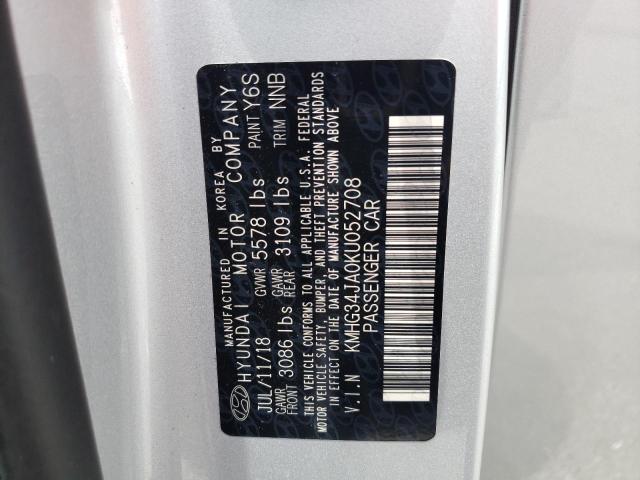 MANUFACTURED IN KOREA BY
HYUNDAI MOTOR COMPANY
JUL/11/18 GVWR 5578 lbs PAINT Y6S
GAWR FRONT 3086 lbs GAWR REAR 3109 lbs TRIM NNB
THIS VEHICLE CONFORMS TO ALL APPLICABLE U.S.A. FEDERAL
MOTOR VEHICLE SAFETY, BUMPER, AND THEFT PREVENTION STANDARDS
IN EFFECT ON THE DATE OF MANUFACTURE SHOWN ABOVE
V.I.N KMHG34JA0KU052708
PASSENGER CAR